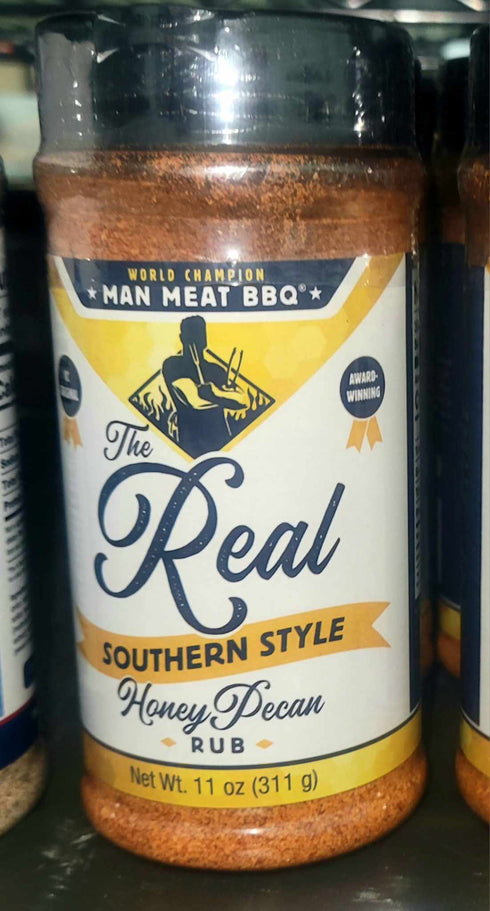 WORLD CHAMPION
MAN MEAT BBQ®
AWARD-
WINNING
The
Real
SOUTHERN STYLE
Honey Pecan
RUB
Net Wt. 11 oz (311 g)